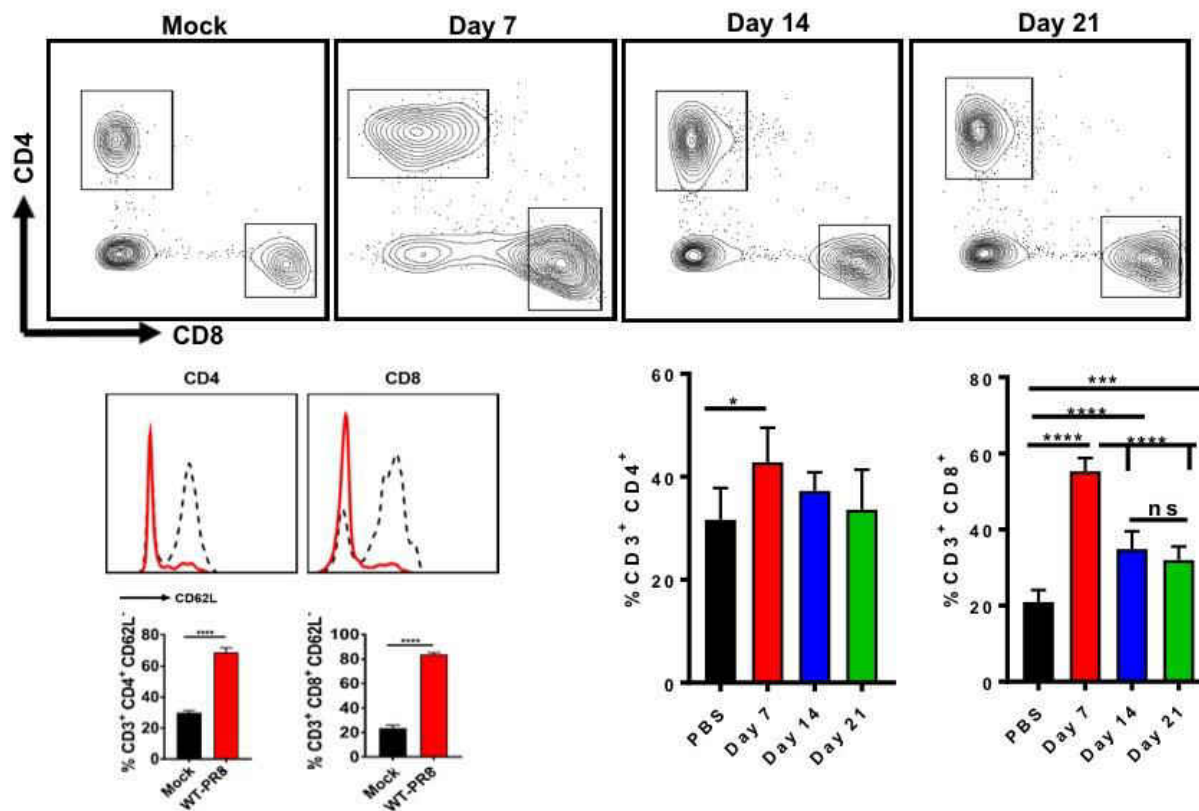 Mock
Day 7
Day 14
Day 21
CD4
CD8
CD4
CD8
CD62L
% CD3+ CD4+ CD62L-
80
60
40
20
0
****
Mock
WT-PR8
% CD3+ CD8+ CD62L-
100
80
60
40
20
0
****
Mock
WT-PR8
% CD3+ CD4+
60
40
20
0
*
PBS
Day 7
Day 14
Day 21
% CD3+ CD8+
80
60
40
20
0
***
****
**** ****
ns
PBS
Day 7
Day 14
Day 21